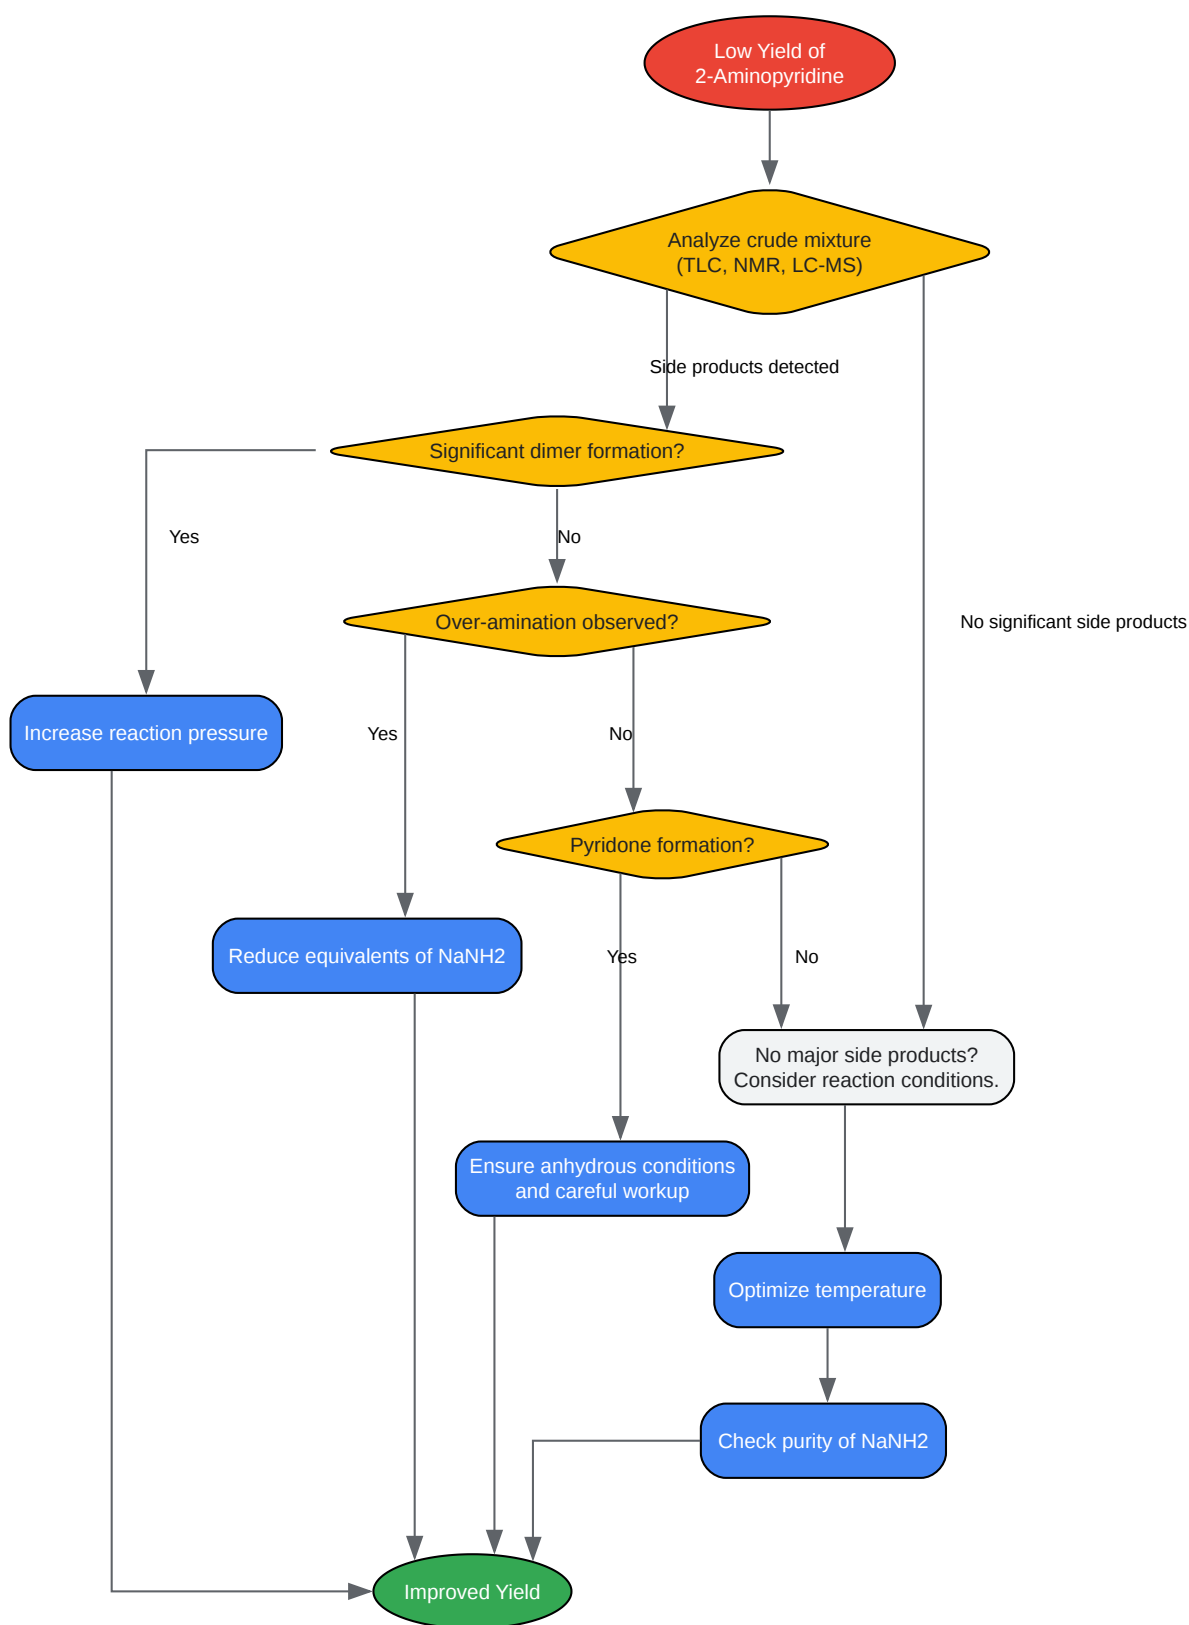 Low Yield of
2-Aminopyridine
Analyze crude mixture
(TLC, NMR, LC-MS)
Side products detected
Significant dimer formation?
Yes
No
Over-amination observed?
No significant side products
Increase reaction pressure
Yes
No
Pyridone formation?
Reduce equivalents of NaNH2
Yes
No
No major side products?
Consider reaction conditions.
Ensure anhydrous conditions
and careful workup
Optimize temperature
Check purity of NaNH2
Improved Yield